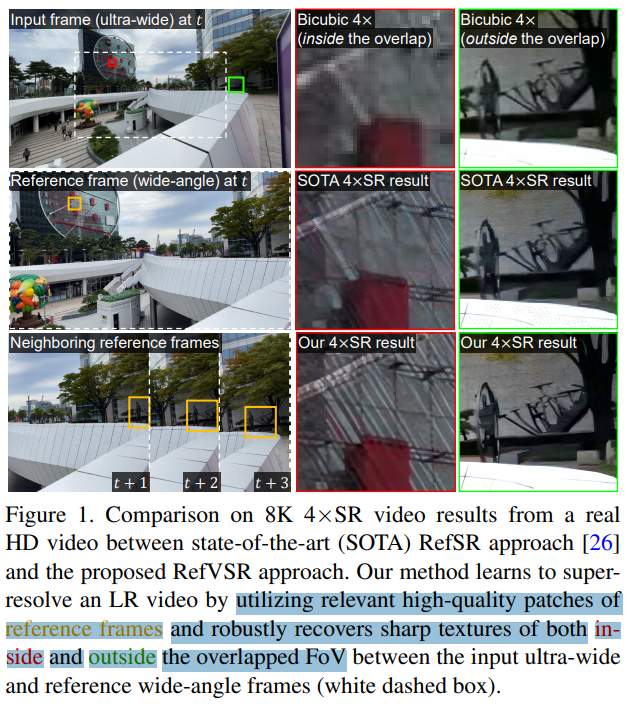 Input frame (ultra-wide) at t
Bicubic 4×
(inside the overlap)
Bicubic 4×
(outside the overlap)
Reference frame (wide-angle) at t
SOTA 4×SR result
SOTA 4×SR result
Neighboring reference frames
Our 4×SR result
Our 4×SR result
t + 1
t + 2
t + 3
Figure 1. Comparison on 8K 4×SR video results from a real
HD video between state-of-the-art (SOTA) RefSR approach [26]
and the proposed RefVSR approach. Our method learns to super-
resolve an LR video by utilizing relevant high-quality patches of
reference frames and robustly recovers sharp textures of both in-
side and outside the overlapped FoV between the input ultra-wide
and reference wide-angle frames (white dashed box).